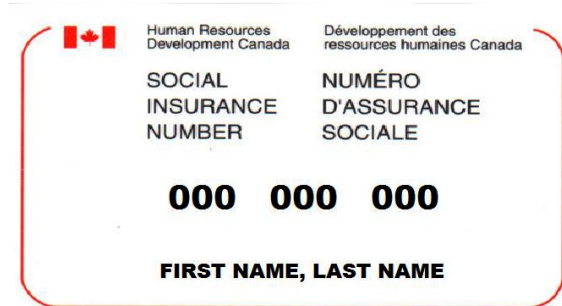 Human Resources
Development Canada
Développement des
ressources humaines Canada
SOCIAL
INSURANCE
NUMBER
NUMÉRO
D'ASSURANCE
SOCIALE
000 000 000
FIRST NAME, LAST NAME